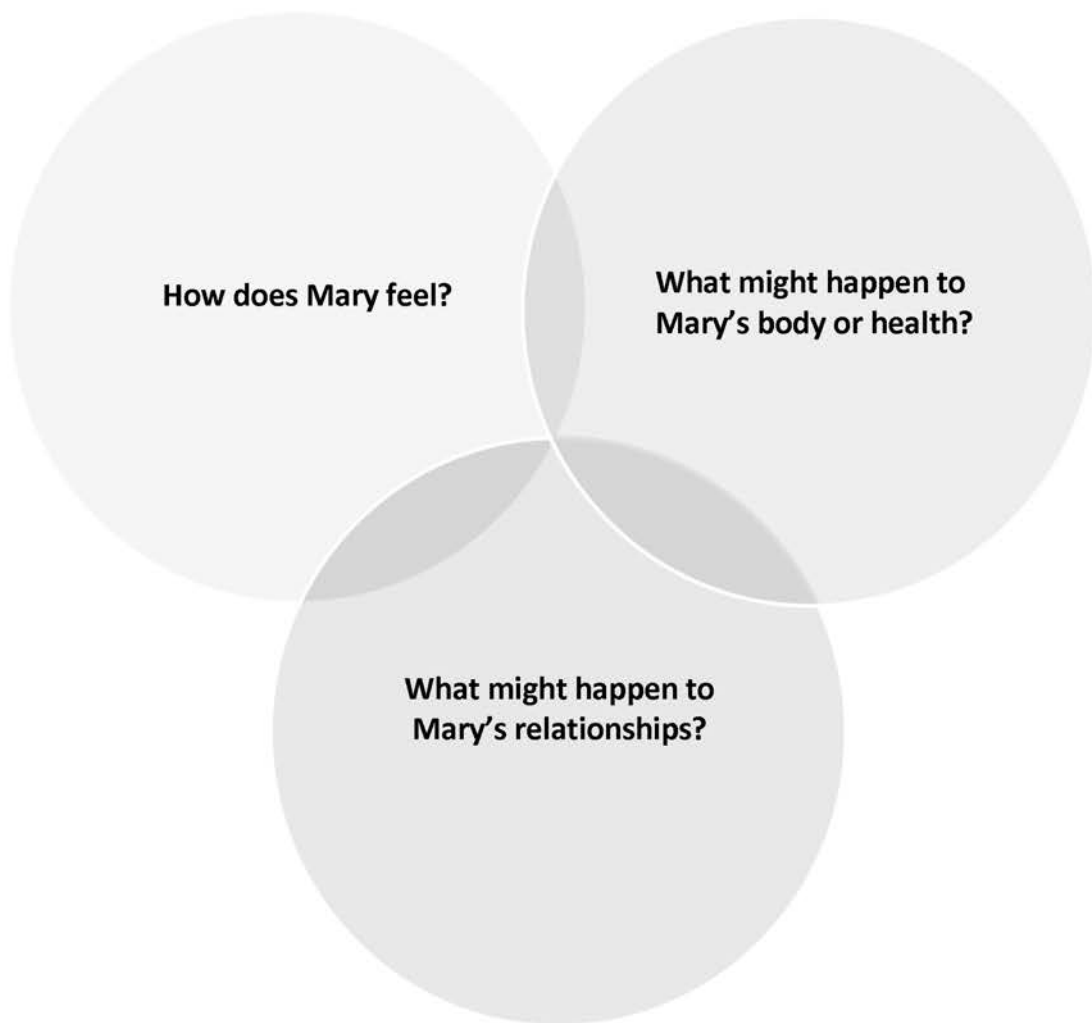 How does Mary feel?
What might happen to
Mary’s body or health?
What might happen to
Mary’s relationships?